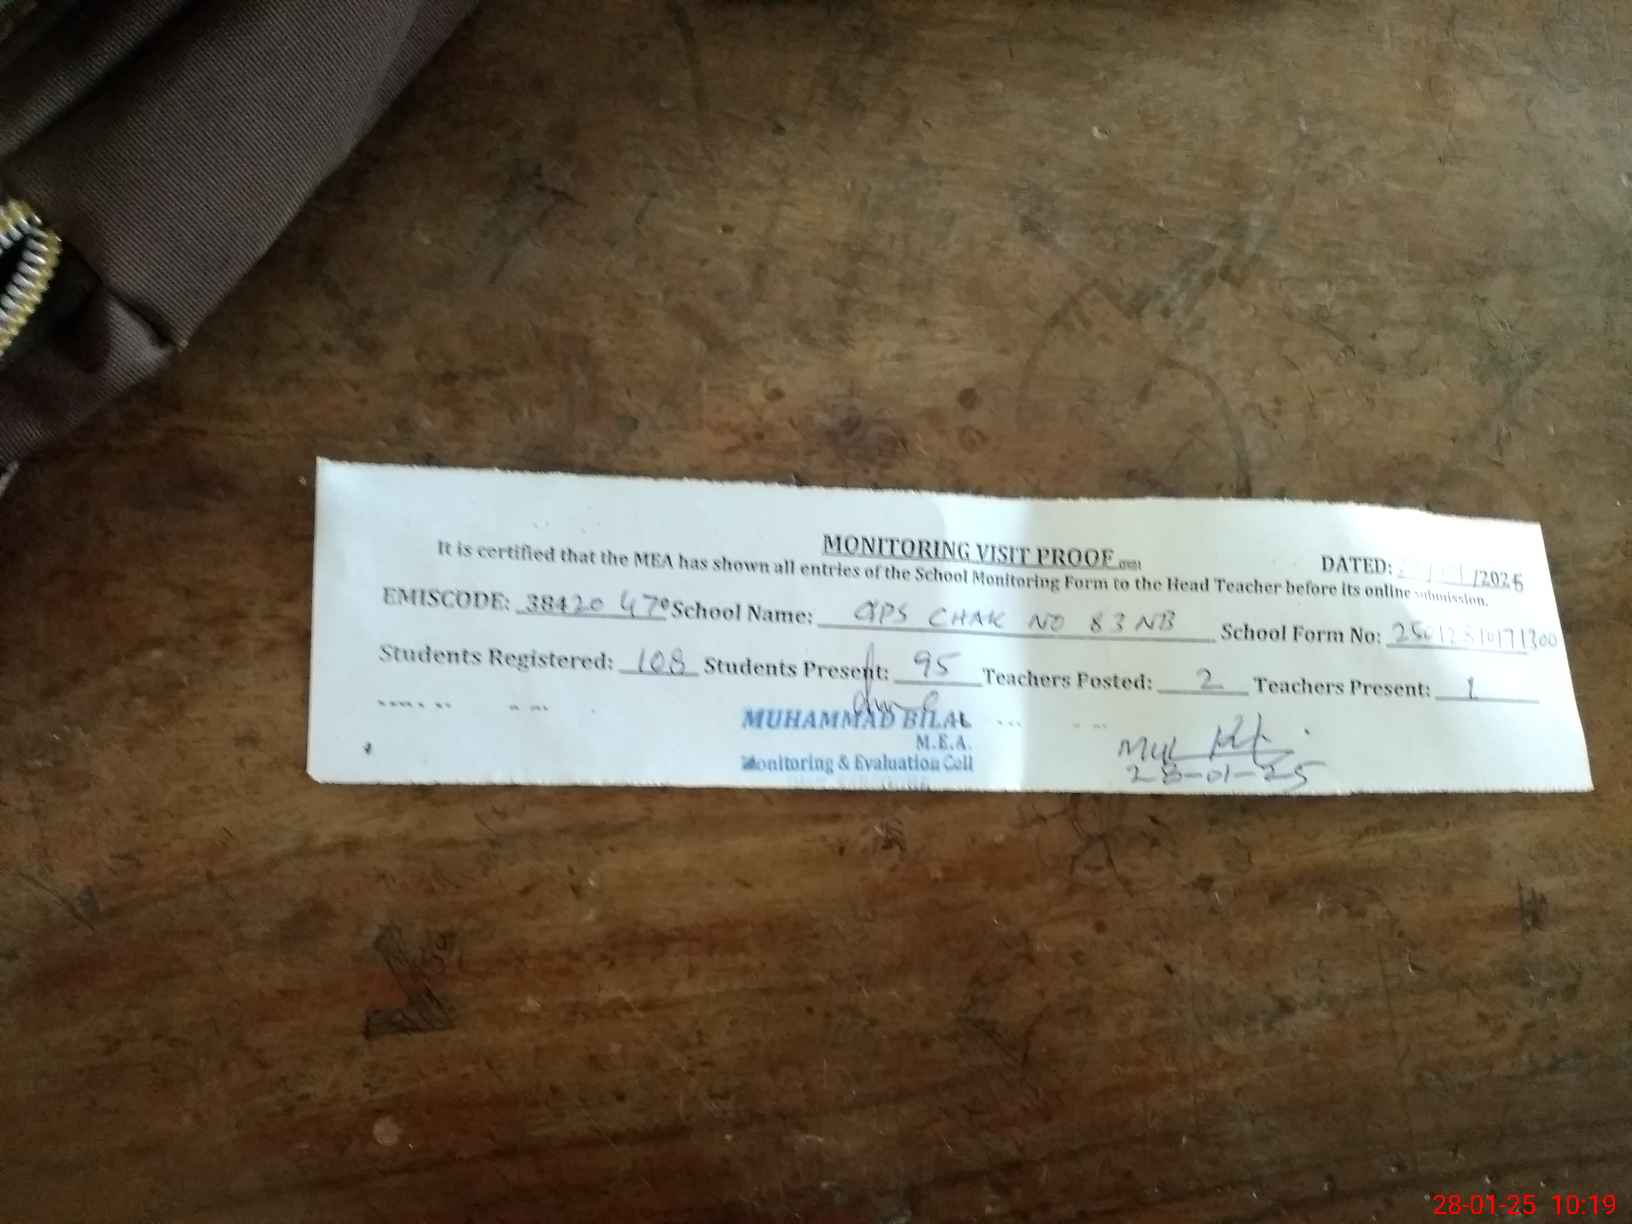 MONITORING VISIT PROOF
DATED: /2025
It is certified that the MEA has shown all entries of the School Monitoring Form to the Head Teacher before its online submission.
EMISCODE: 38420470 School Name: GPS CHAK NO 83 NB School Form No:
Students Registered: 108 Students Present: 95 Teachers Posted: 2 Teachers Present: 1
MUHAMMAD BILAL
M.E.A.
Monitoring & Evaluation Cell
28-01-25
28-01-25 10:19